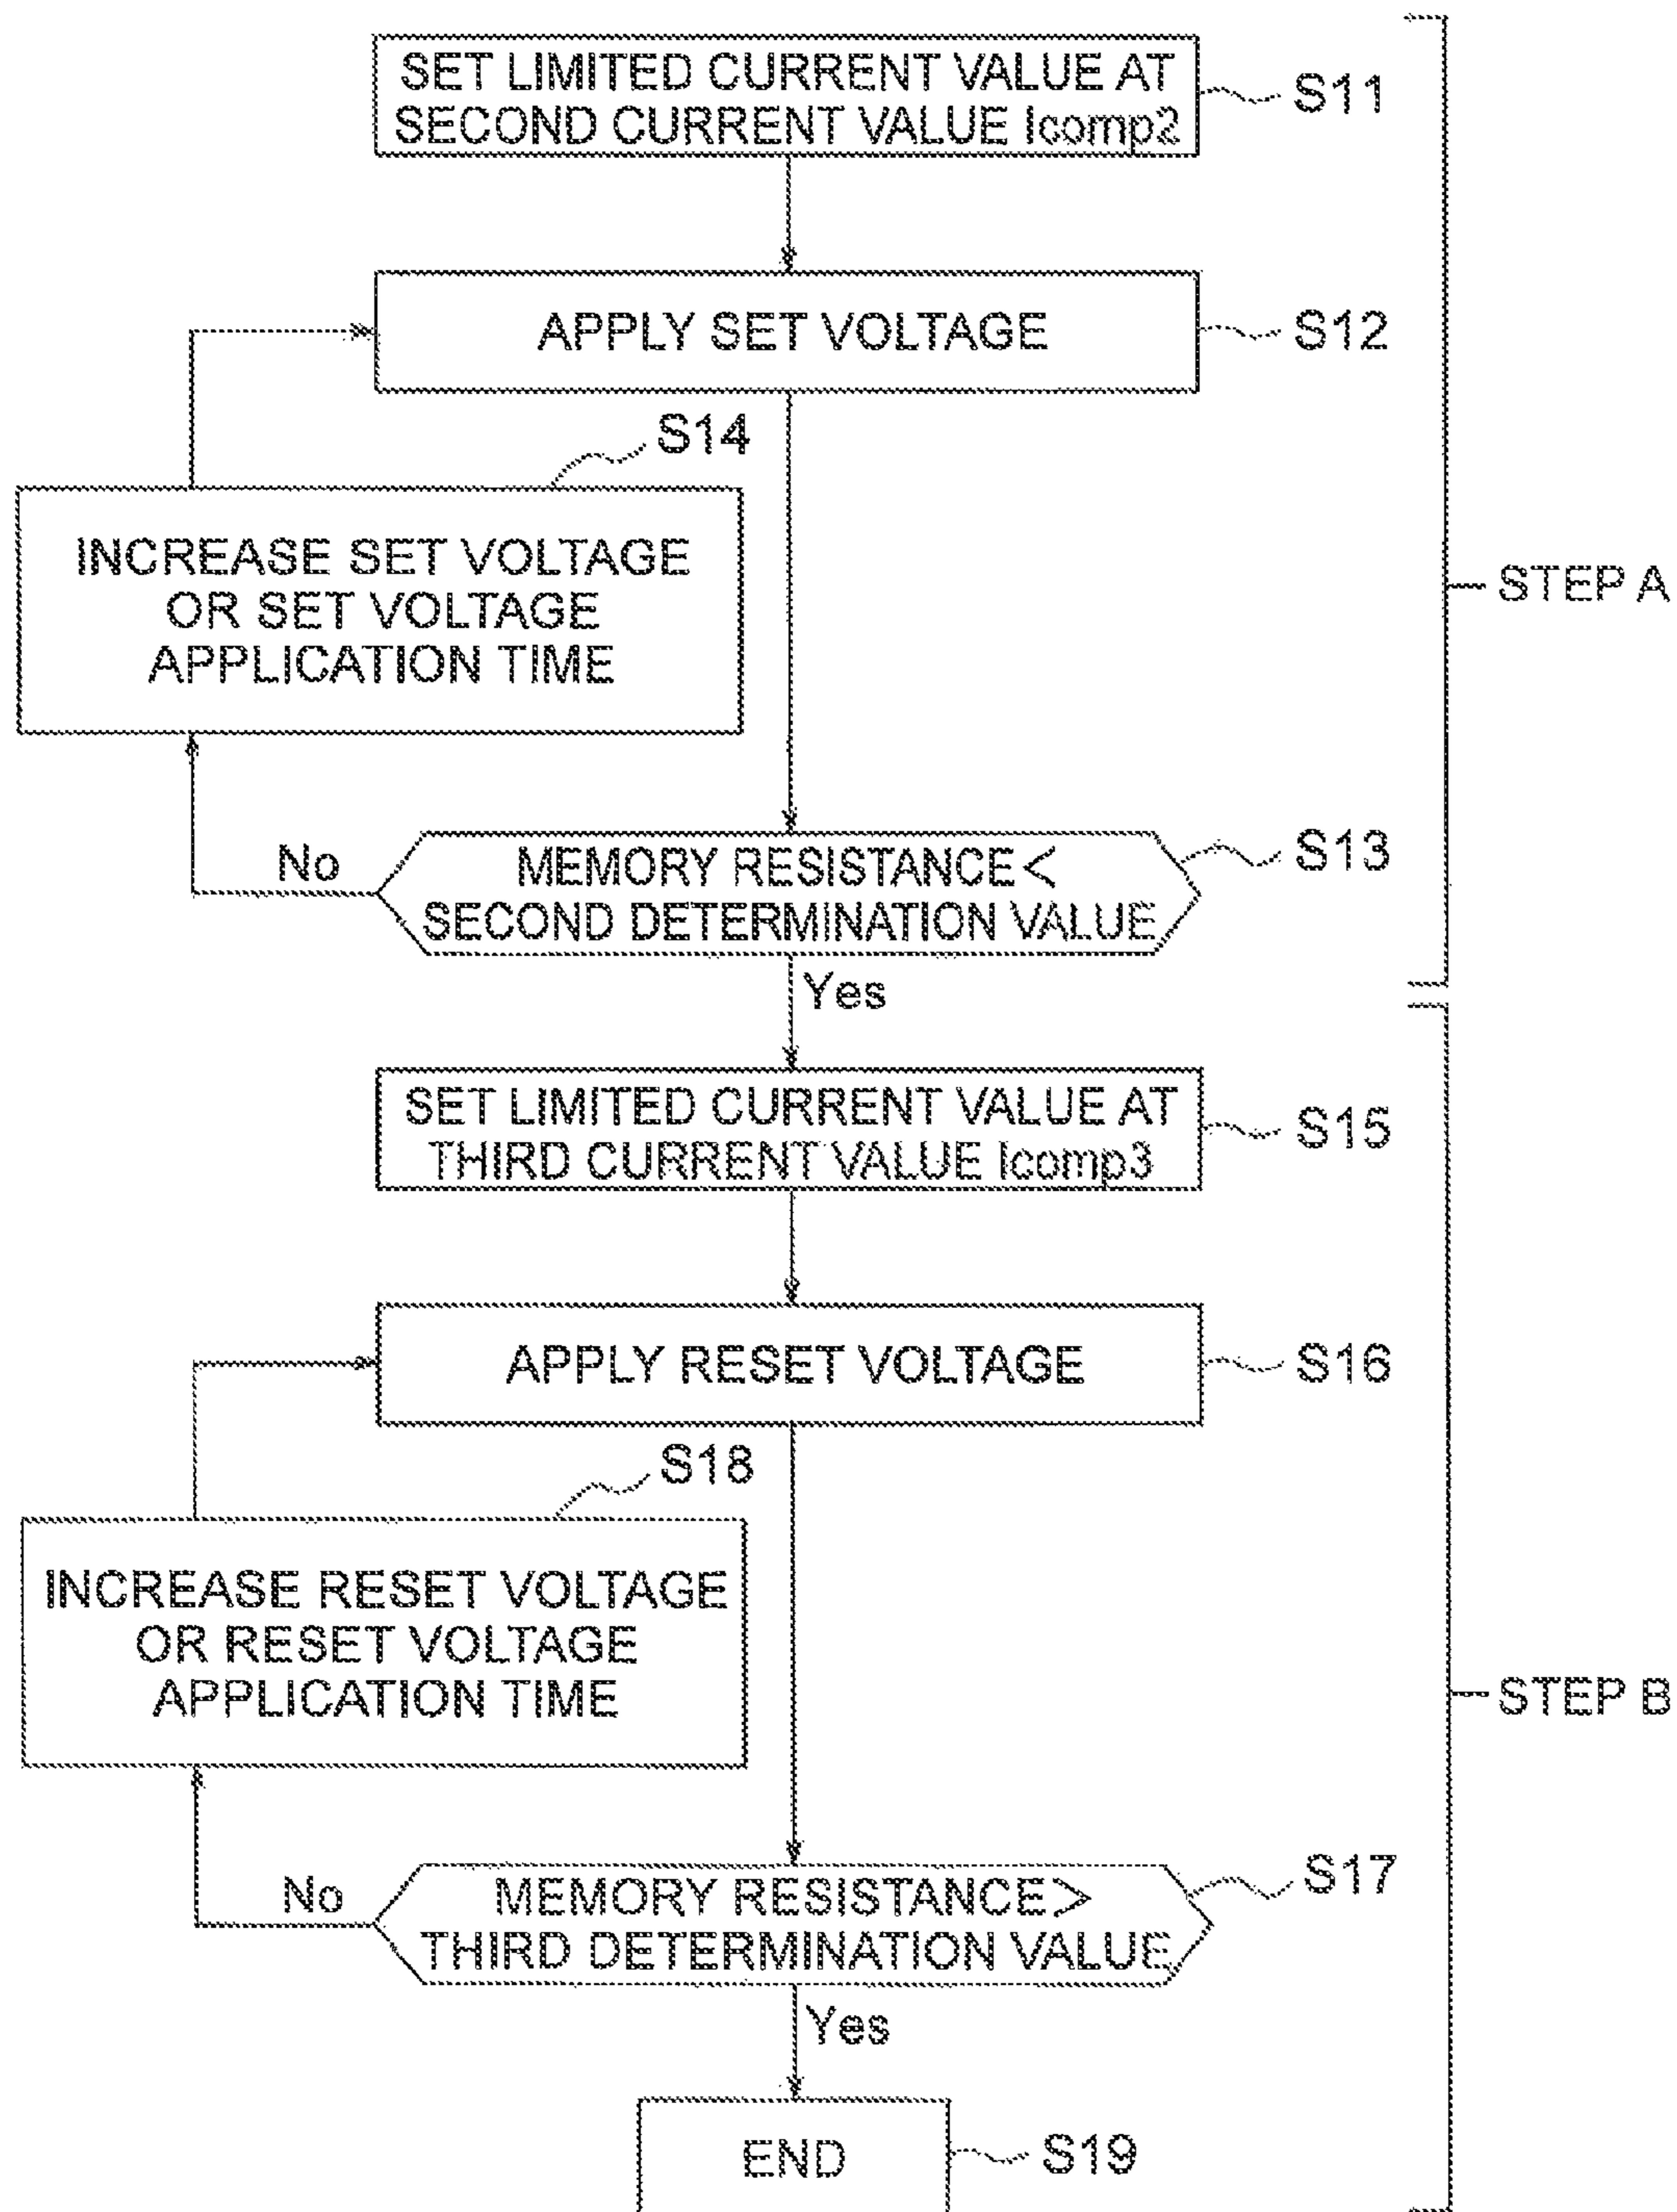 SET LIMITED CURRENT VALUE AT
SECOND CURRENT VALUE Icomp2
S11
APPLY SET VOLTAGE
S12
S14
INCREASE SET VOLTAGE
OR SET VOLTAGE
APPLICATION TIME
STEP A
No
MEMORY RESISTANCE <
SECOND DETERMINATION VALUE
S13
Yes
SET LIMITED CURRENT VALUE AT
THIRD CURRENT VALUE Icomp3
S15
APPLY RESET VOLTAGE
S16
S18
INCREASE RESET VOLTAGE
OR RESET VOLTAGE
APPLICATION TIME
STEP B
No
MEMORY RESISTANCE >
THIRD DETERMINATION VALUE
S17
Yes
END
S19